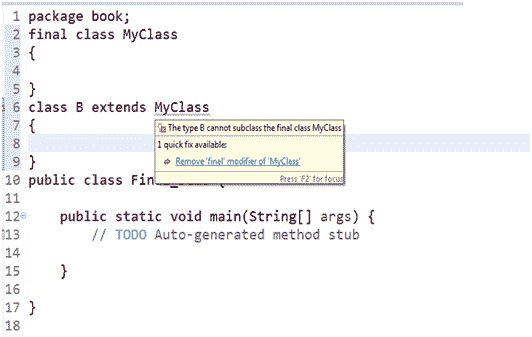 1 package book;
2 final class MyClass
3 {
4
5 }
6 class B extends MyClass
The type B cannot subclass the final class MyClass
7 {
1 quick fix available:
8
Remove 'final' modifier of 'MyClass'
9 }
Press 'F2' for focus
10 public class {
11
12 public static void main(String[] args) {
13 // TODO Auto-generated method stub
14
15 }
16
17 }
18